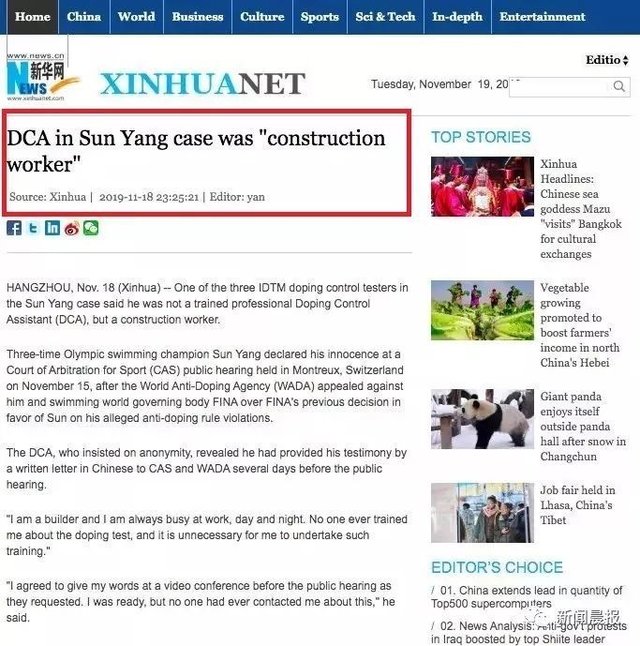 Home China World Business Culture Sports Sci & Tech In-depth Entertainment
www.news.cn
NEWS 新华网
www.xinhuanet.com
XINHUANET
Editio
Tuesday, November 19,
DCA in Sun Yang case was "construction
worker"
Source: Xinhua | 2019-11-18 23:25:21 | Editor: yan
HANGZHOU, Nov. 18 (Xinhua) -- One of the three IDTM doping control testers in
the Sun Yang case said he was not a trained professional Doping Control
Assistant (DCA), but a construction worker.
Three-time Olympic swimming champion Sun Yang declared his innocence at a
Court of Arbitration for Sport (CAS) public hearing held in Montreux, Switzerland
on November 15, after the World Anti-Doping Agency (WADA) appealed against
him and swimming world governing body FINA over FINA's previous decision in
favor of Sun on his alleged anti-doping rule violations.
The DCA, who insisted on anonymity, revealed he had provided his testimony by
a written letter in Chinese to CAS and WADA several days before the public
hearing.
"I am a builder and I am always busy at work, day and night. No one ever trained
me about the doping test, and it is unnecessary for me to undertake such
training."
"I agreed to give my words at a video conference before the public hearing as
they requested. I was ready, but no one had ever contacted me about this," he
said.
TOP STORIES
Xinhua
Headlines:
Chinese sea
goddess Mazu
"visits" Bangkok
for cultural
exchanges
Vegetable
growing
promoted to
boost farmers'
income in north
China's Hebei
Giant panda
enjoys itself
outside panda
hall after snow in
Changchun
Job fair held in
Lhasa, China's
Tibet
EDITOR'S CHOICE
/ 01. China extends lead in quantity of
Top500 supercomputers
/ 02. News Analysis: Anti-gov't protests
in Iraq boosted by top Shiite leader
新闻晨报